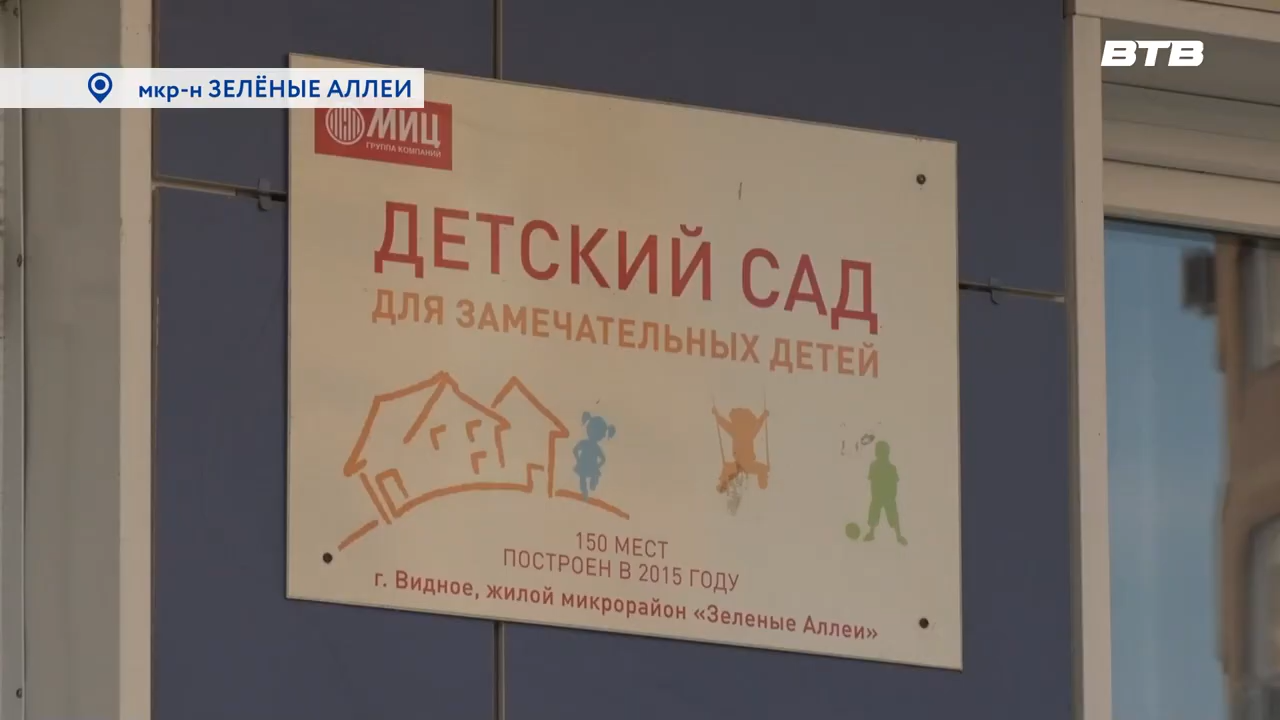 ВТВ
мкр-н ЗЕЛЁНЫЕ АЛЛЕИ
МИЦ
ГРУППА КОМПАНИЙ
ДЕТСКИЙ САД
ДЛЯ ЗАМЕЧАТЕЛЬНЫХ ДЕТЕЙ
150 МЕСТ
ПОСТРОЕН В 2015 ГОДУ
г. Видное, жилой микрорайон «Зеленые Аллеи»